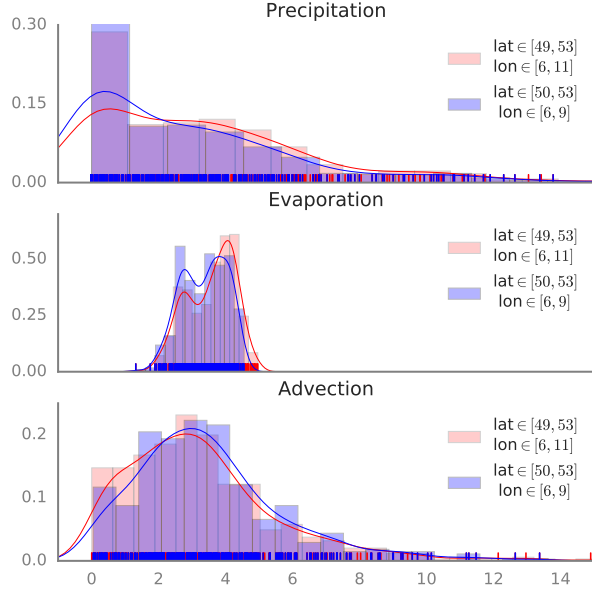 Precipitation
0.30
0.15
0.00
lat ∈ [49, 53]
lon ∈ [6, 11]
lat ∈ [50, 53]
lon ∈ [6, 9]
Evaporation
0.50
0.25
0.00
lat ∈ [49, 53]
lon ∈ [6, 11]
lat ∈ [50, 53]
lon ∈ [6, 9]
Advection
0.2
0.1
0.0
lat ∈ [49, 53]
lon ∈ [6, 11]
lat ∈ [50, 53]
lon ∈ [6, 9]
0 2 4 6 8 10 12 14